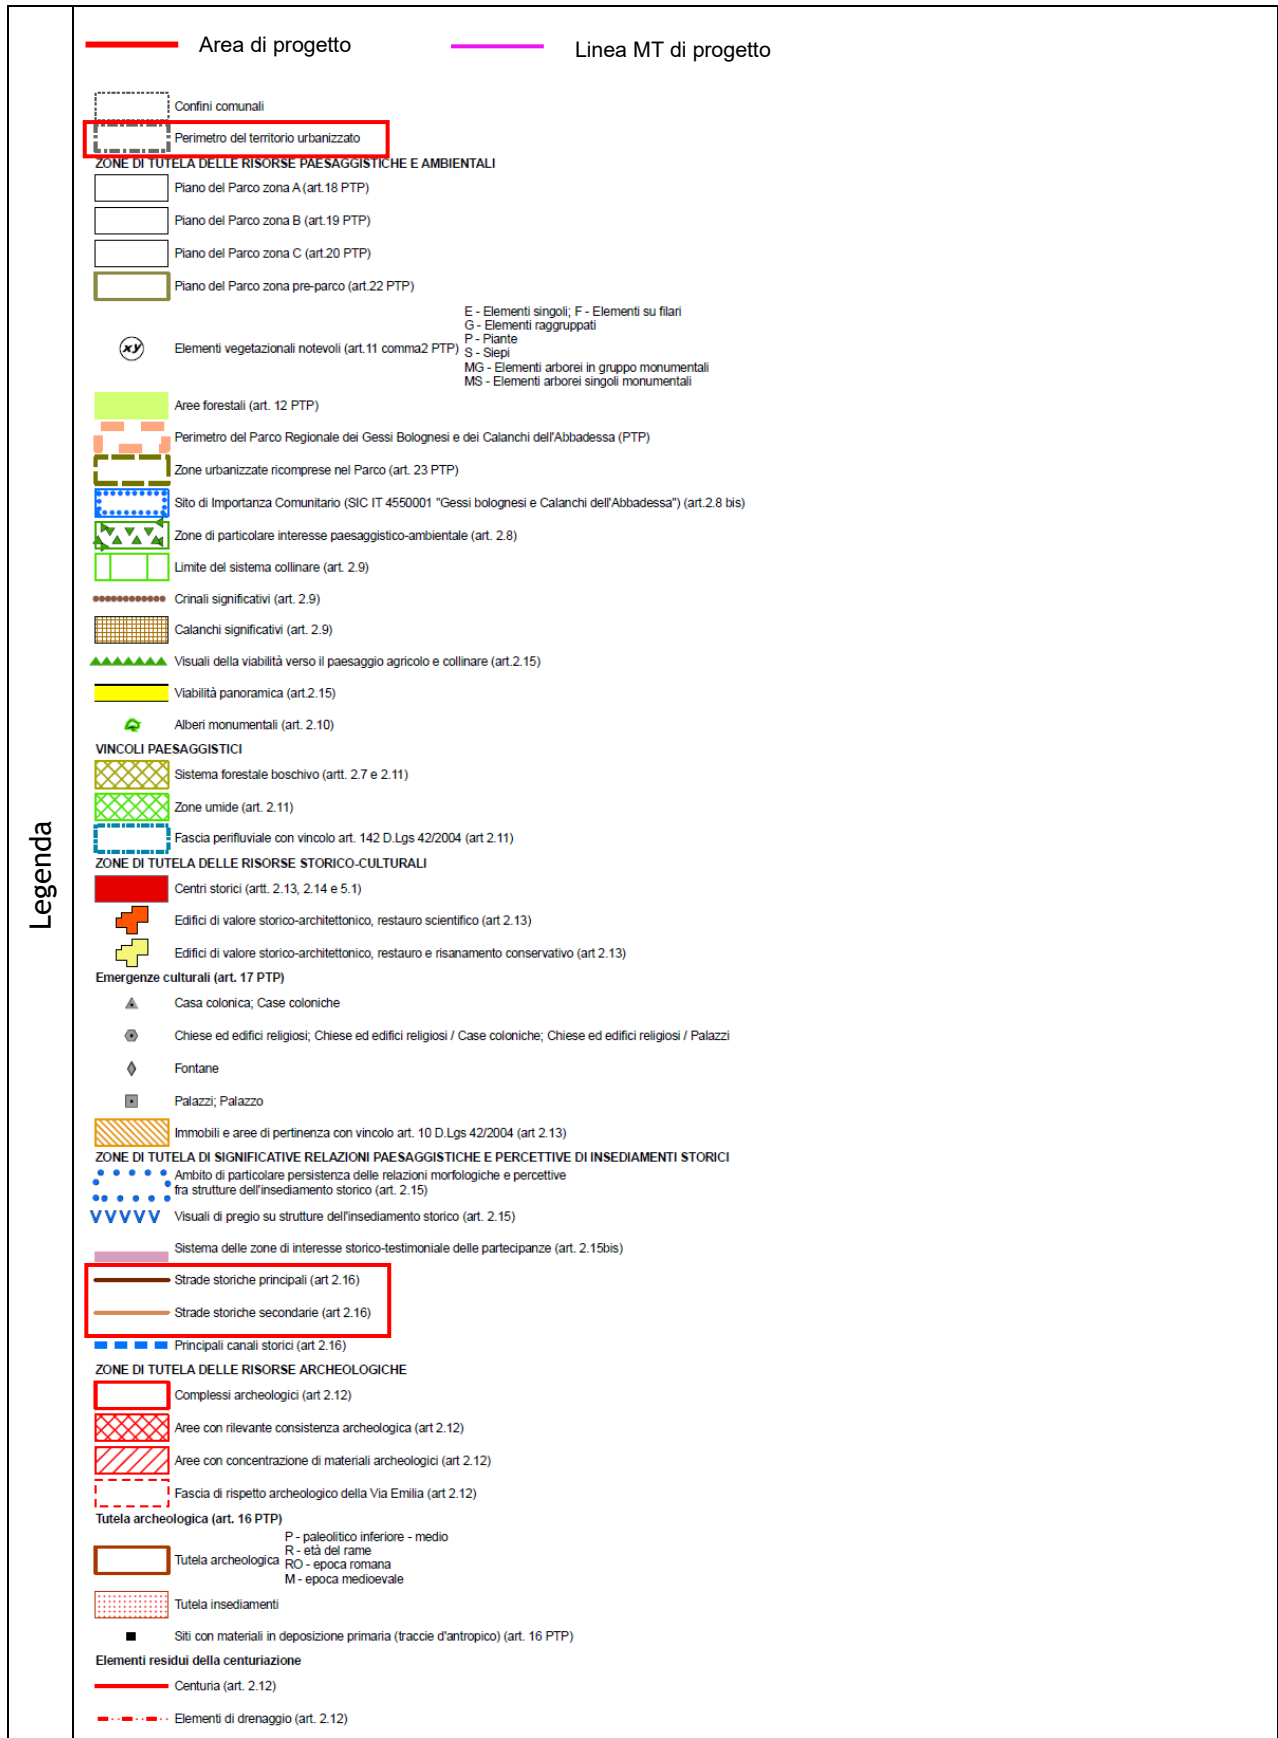 Legenda
Area di progetto
Linea MT di progetto
Confini comunali
Perimetro del territorio urbanizzato
ZONE DI TUTELA DELLE RISORSE PAESAGGISTICHE E AMBIENTALI
Piano del Parco zona A (art.18 PTP)
Piano del Parco zona B (art.19 PTP)
Piano del Parco zona C (art.20 PTP)
Piano del Parco zona pre-parco (art.22 PTP)
xy
Elementi vegetazionali notevoli (art.11 comma2 PTP)
E - Elementi singoli; F - Elementi su filari
G - Elementi raggruppati
P - Piante
S - Siepi
MG - Elementi arborei in gruppo monumentali
MS - Elementi arborei singoli monumentali
Aree forestali (art. 12 PTP)
Perimetro del Parco Regionale dei Gessi Bolognesi e dei Calanchi dell'Abbadessa (PTP)
Zone urbanizzate ricomprese nel Parco (art. 23 PTP)
Sito di Importanza Comunitario (SIC IT 4550001 "Gessi bolognesi e Calanchi dell'Abbadessa") (art.2.8 bis)
Zone di particolare interesse paesaggistico-ambientale (art. 2.8)
Limite del sistema collinare (art. 2.9)
Crinali significativi (art. 2.9)
Calanchi significativi (art. 2.9)
Visuali della viabilità verso il paesaggio agricolo e collinare (art.2.15)
Viabilità panoramica (art.2.15)
Alberi monumentali (art. 2.10)
VINCOLI PAESAGGISTICI
Sistema forestale boschivo (artt. 2.7 e 2.11)
Zone umide (art. 2.11)
Fascia perifluviale con vincolo art. 142 D.Lgs 42/2004 (art 2.11)
ZONE DI TUTELA DELLE RISORSE STORICO-CULTURALI
Centri storici (artt. 2.13, 2.14 e 5.1)
Edifici di valore storico-architettonico, restauro scientifico (art 2.13)
Edifici di valore storico-architettonico, restauro e risanamento conservativo (art 2.13)
Emergenze culturali (art. 17 PTP)
Casa colonica; Case coloniche
Chiese ed edifici religiosi; Chiese ed edifici religiosi / Case coloniche; Chiese ed edifici religiosi / Palazzi
Fontane
Palazzi; Palazzo
Immobili e aree di pertinenza con vincolo art. 10 D.Lgs 42/2004 (art 2.13)
ZONE DI TUTELA DI SIGNIFICATIVE RELAZIONI PAESAGGISTICHE E PERCETTIVE DI INSEDIAMENTI STORICI
Ambito di particolare persistenza delle relazioni morfologiche e percettive
fra strutture dell'insediamento storico (art. 2.15)
Visuali di pregio su strutture dell'insediamento storico (art. 2.15)
Sistema delle zone di interesse storico-testimoniale delle partecipanze (art. 2.15bis)
Strade storiche principali (art 2.16)
Strade storiche secondarie (art 2.16)
Principali canali storici (art 2.16)
ZONE DI TUTELA DELLE RISORSE ARCHEOLOGICHE
Complessi archeologici (art 2.12)
Aree con rilevante consistenza archeologica (art 2.12)
Aree con concentrazione di materiali archeologici (art 2.12)
Fascia di rispetto archeologico della Via Emilia (art 2.12)
Tutela archeologica (art. 16 PTP)
Tutela archeologica
P - paleolitico inferiore - medio
R - età del rame
RO - epoca romana
M - epoca medioevale
Tutela insediamenti
Siti con materiali in deposizione primaria (traccie d'antropico) (art. 16 PTP)
Elementi residui della centuriazione
Centuria (art. 2.12)
Elementi di drenaggio (art. 2.12)